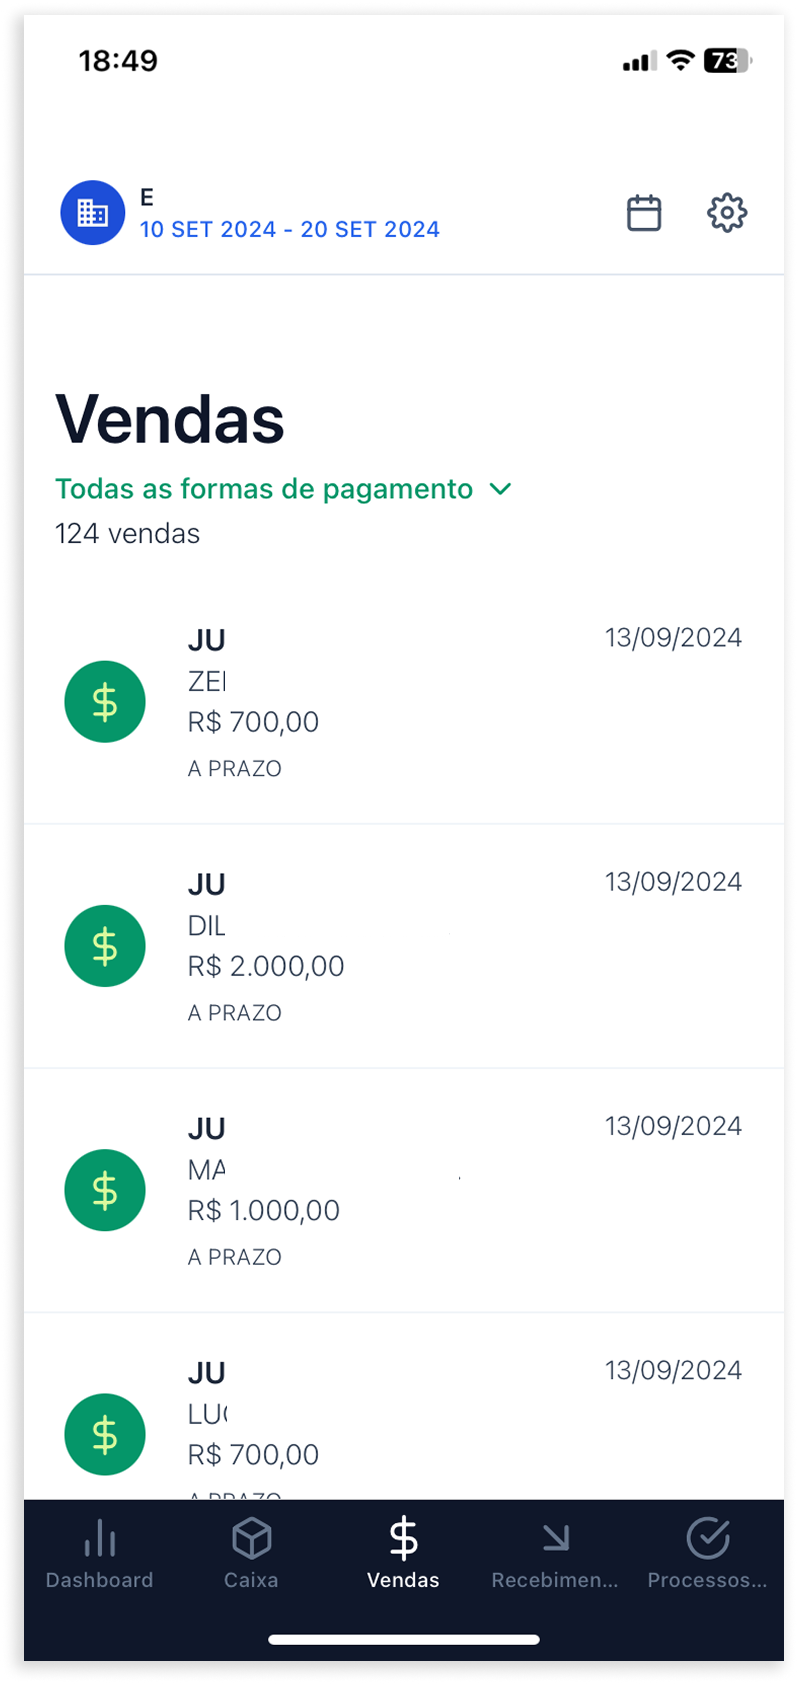 18:49
73
E
10 SET 2024 - 20 SET 2024
Vendas
Todas as formas de pagamento
124 vendas
JU
13/09/2024
ZE
R$ 700,00
A PRAZO
JU
13/09/2024
DIL
R$ 2.000,00
A PRAZO
JU
13/09/2024
MA
R$ 1.000,00
A PRAZO
JU
13/09/2024
LU
R$ 700,00
A PRAZO
Dashboard
Caixa
Vendas
Recebimen...
Processos...